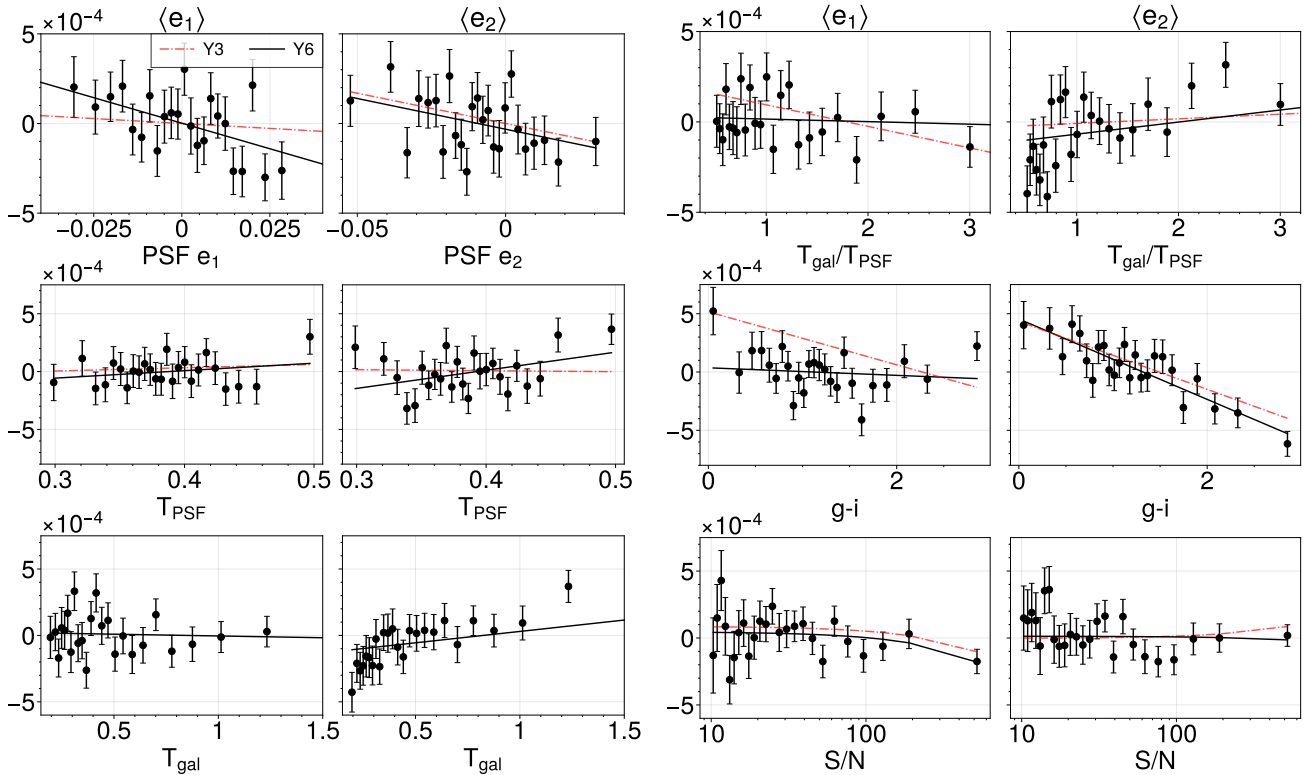 ⟨e₁⟩ ⟨e₂⟩ ⟨e₁⟩ ⟨e₂⟩
×10⁻⁴ ×10⁻⁴
Y3 Y6
5 0 −5
5 0 −5
−0.025 0 0.025
−0.05 0
1 2 3
1 2 3
PSF e₁ PSF e₂ T_gal/T_PSF T_gal/T_PSF
×10⁻⁴ ×10⁻⁴
5 0 −5
5 0 −5
0.3 0.4 0.5
0.3 0.4 0.5
0 2
0 2
T_PSF T_PSF g-i g-i
×10⁻⁴ ×10⁻⁴
5 0 −5
5 0 −5
0.5 1 1.5
0.5 1 1.5
10 100
10 100
T_gal T_gal S/N S/N